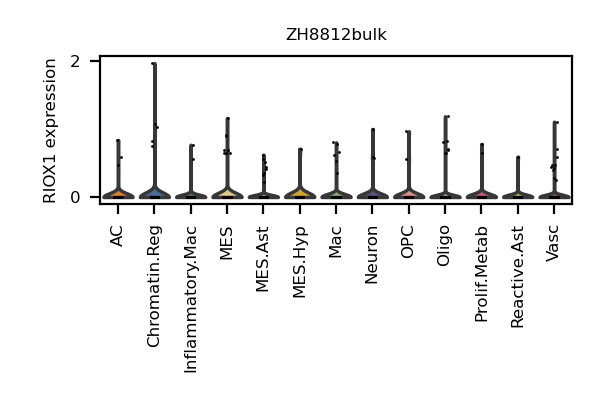 ZH8812bulk
RIOX1 expression
2
0
AC
Chromatin.Reg
Inflammatory.Mac
MES
MES.Ast
MES.Hyp
Mac
Neuron
OPC
Oligo
Prolif.Metab
Reactive.Ast
Vasc